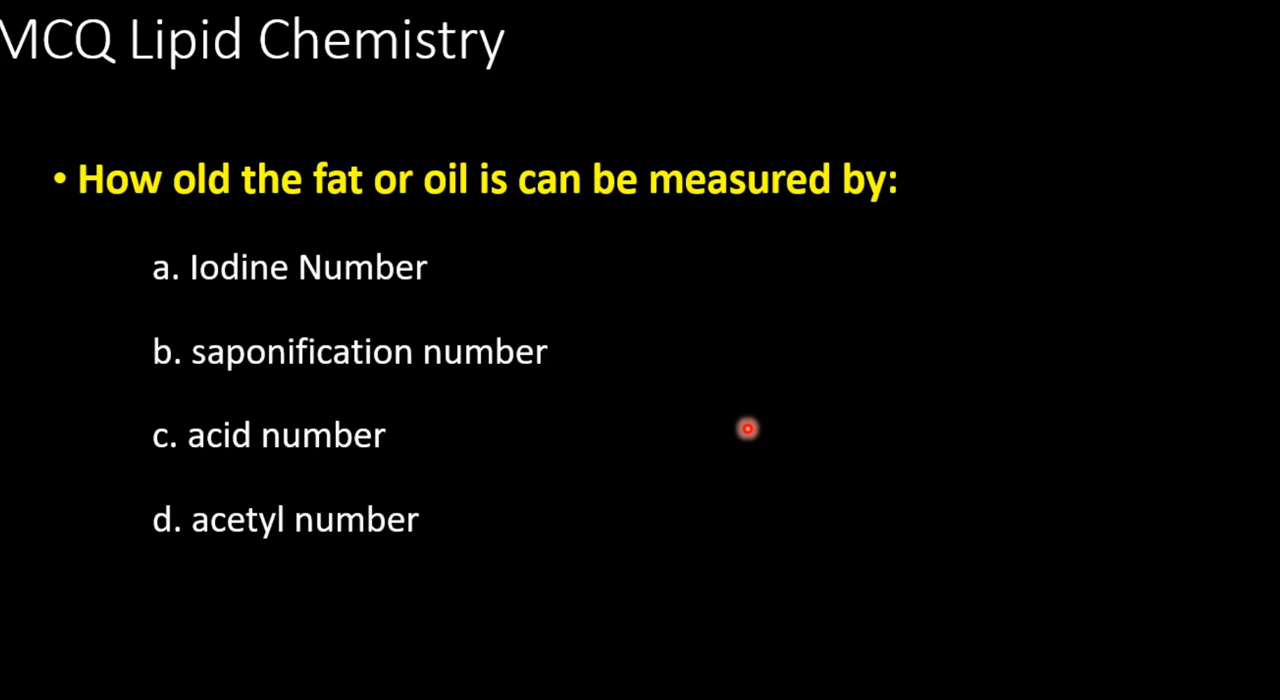 MCQ Lipid Chemistry
• How old the fat or oil is can be measured by:
a. Iodine Number
b. saponification number
c. acid number
d. acetyl number